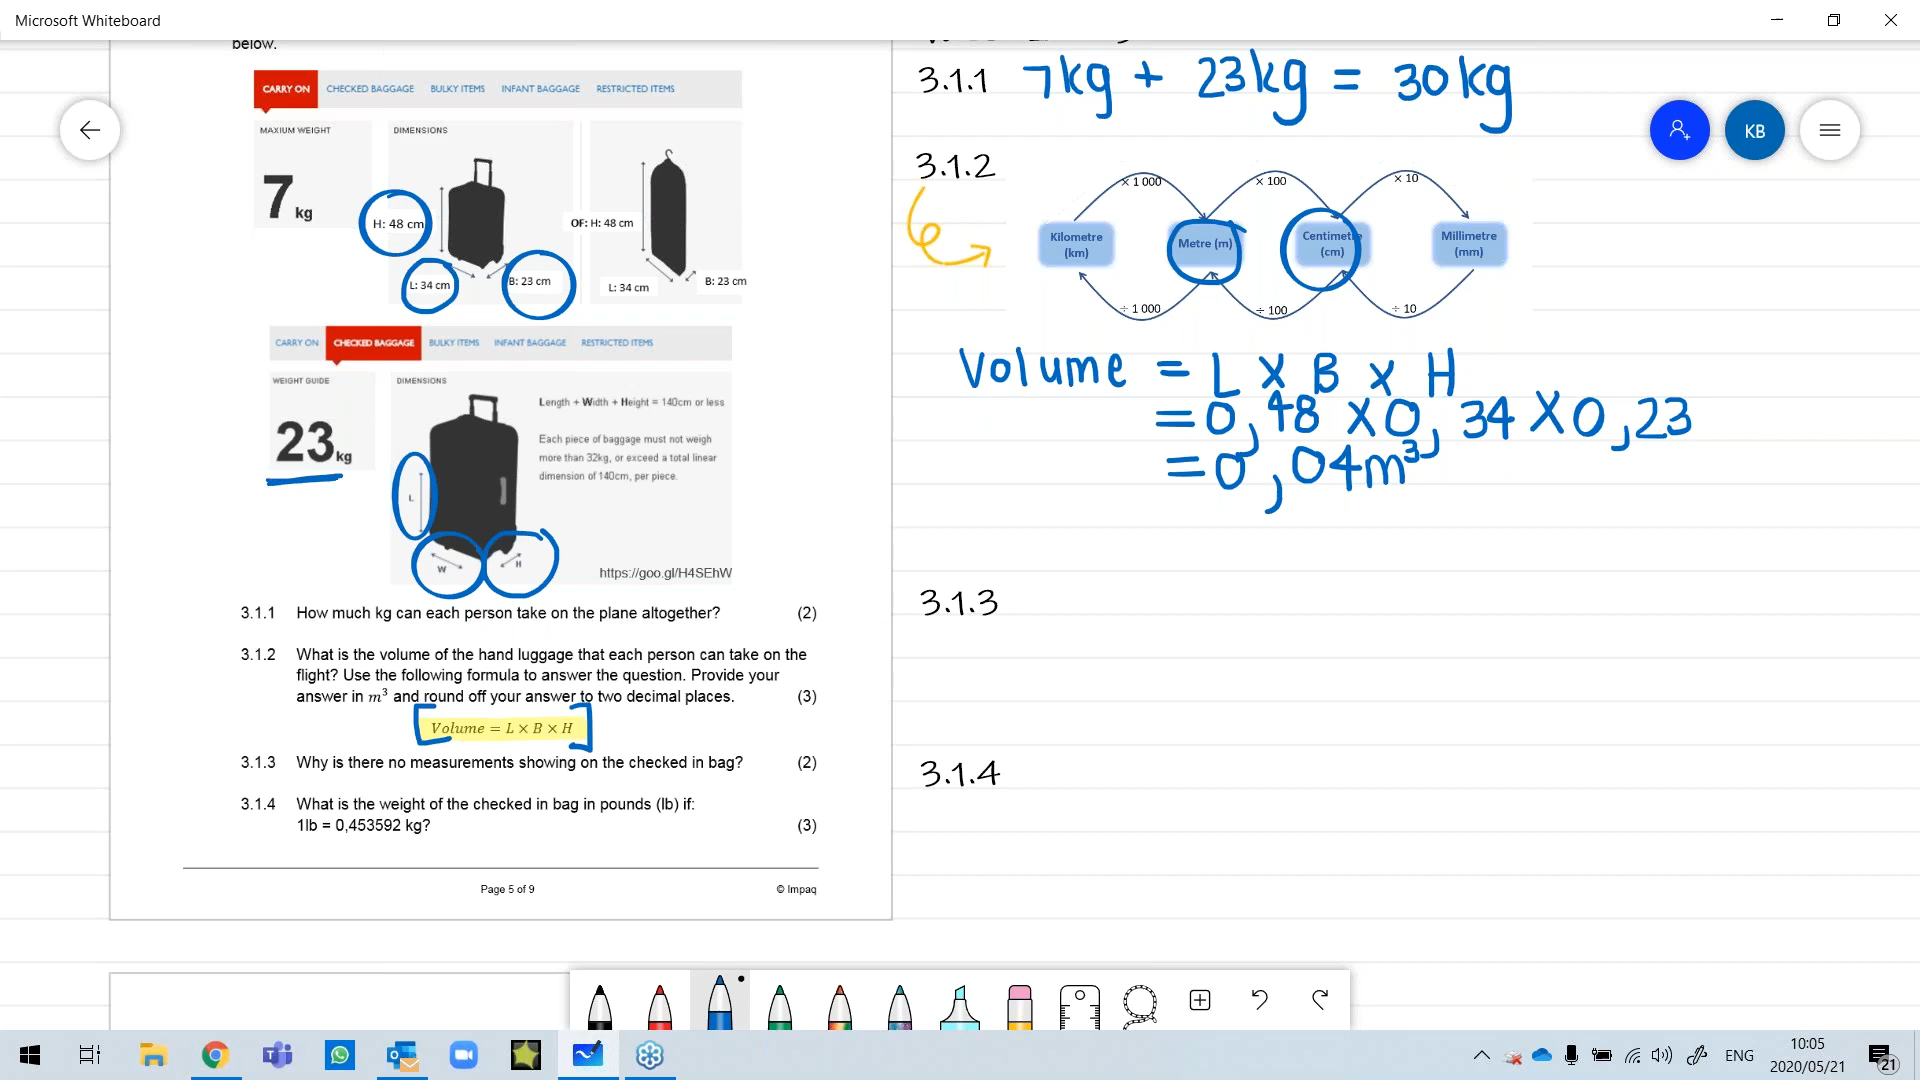 Microsoft Whiteboard
below.
CARRY ON CHECKED BAGGAGE BULKY ITEMS INFANT BAGGAGE RESTRICTED ITEMS
MAXIUM WEIGHT
7 kg
DIMENSIONS
H: 48 cm
L: 34 cm
B: 23 cm
OF: H: 48 cm
L: 34 cm
B: 23 cm
CARRY ON CHECKED BAGGAGE BULKY ITEMS INFANT BAGGAGE RESTRICTED ITEMS
WEIGHT GUIDE
23 kg
DIMENSIONS
L
W
H
Length + Width + Height = 140cm or less
Each piece of baggage must not weigh
more than 32kg, or exceed a total linear
dimension of 140cm, per piece.
https://goo.gl/H4SEhW
3.1.1 How much kg can each person take on the plane altogether? (2)
3.1.2 What is the volume of the hand luggage that each person can take on the
flight? Use the following formula to answer the question. Provide your
answer in m³ and round off your answer to two decimal places. (3)
Volume = L × B × H
3.1.3 Why is there no measurements showing on the checked in bag? (2)
3.1.4 What is the weight of the checked in bag in pounds (lb) if:
1lb = 0,453592 kg? (3)
Page 5 of 9 © Impaq
3.1.1 7kg + 23kg = 30kg
3.1.2
× 1 000 × 100 × 10
Kilometre
(km)
Metre (m)
Centimetre
(cm)
Millimetre
(mm)
÷ 1 000 ÷ 100 ÷ 10
Volume = L X B X H
= 0,48 X 0,34 X 0,23
= 0,04m³
3.1.3
3.1.4
KB
ENG
10:05
2020/05/21
21